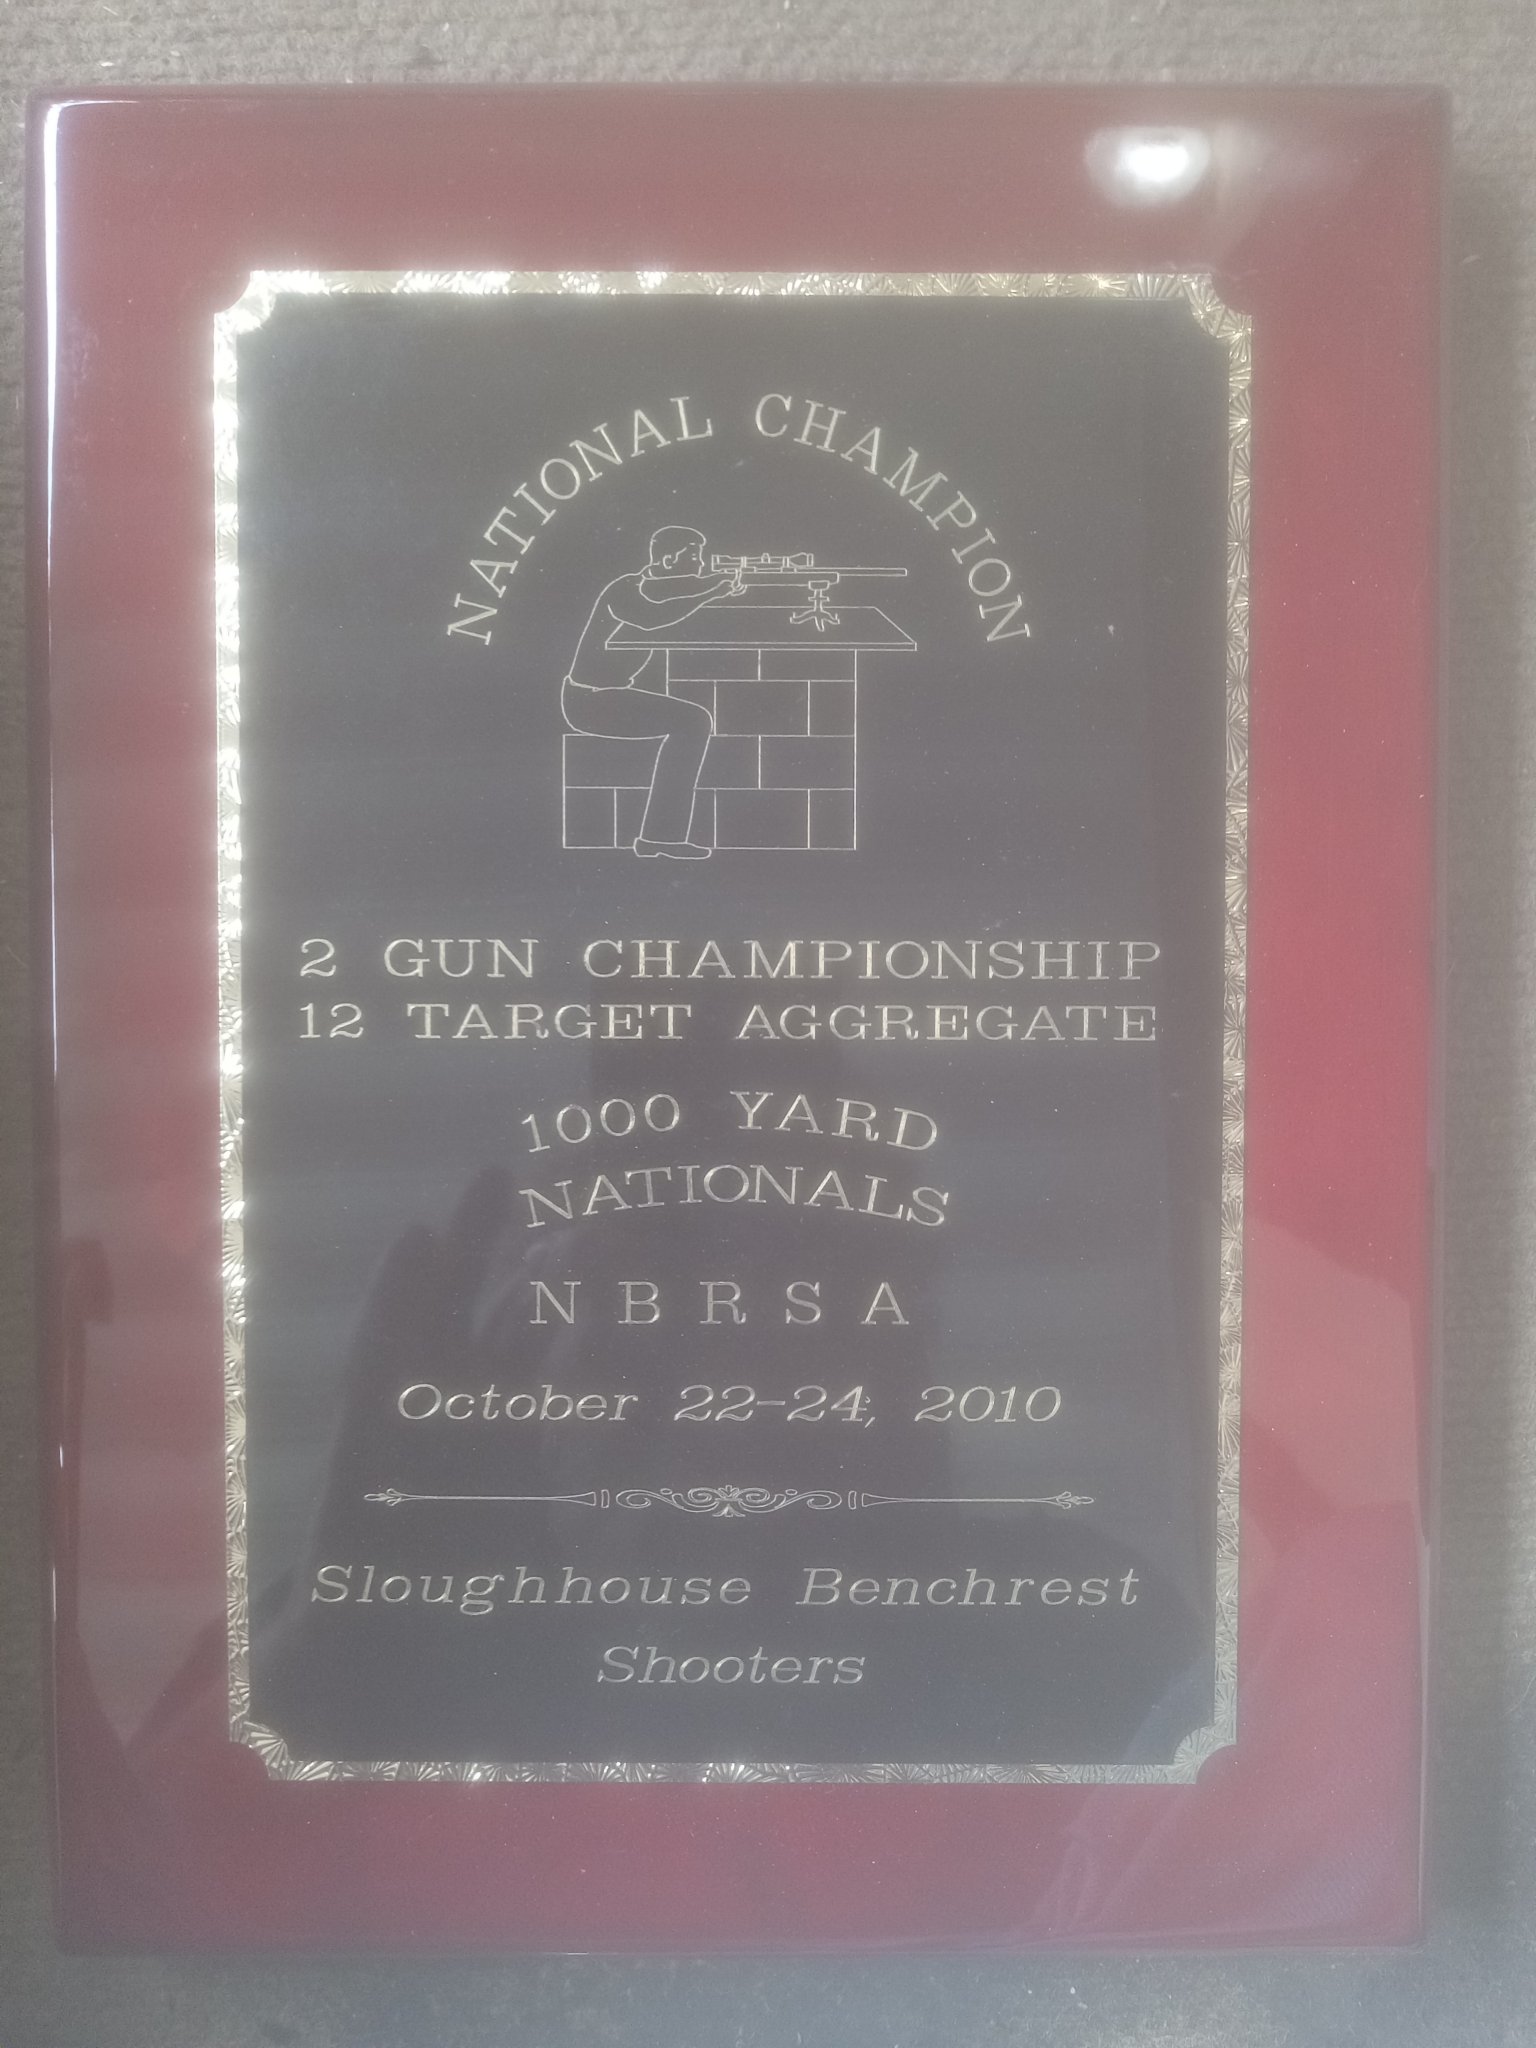 NATIONAL CHAMPION
2 GUN CHAMPIONSHIP
12 TARGET AGGREGATE
1000 YARD
NATIONALS
N B R S A
October 22-24, 2010
Sloughhouse Benchrest
Shooters